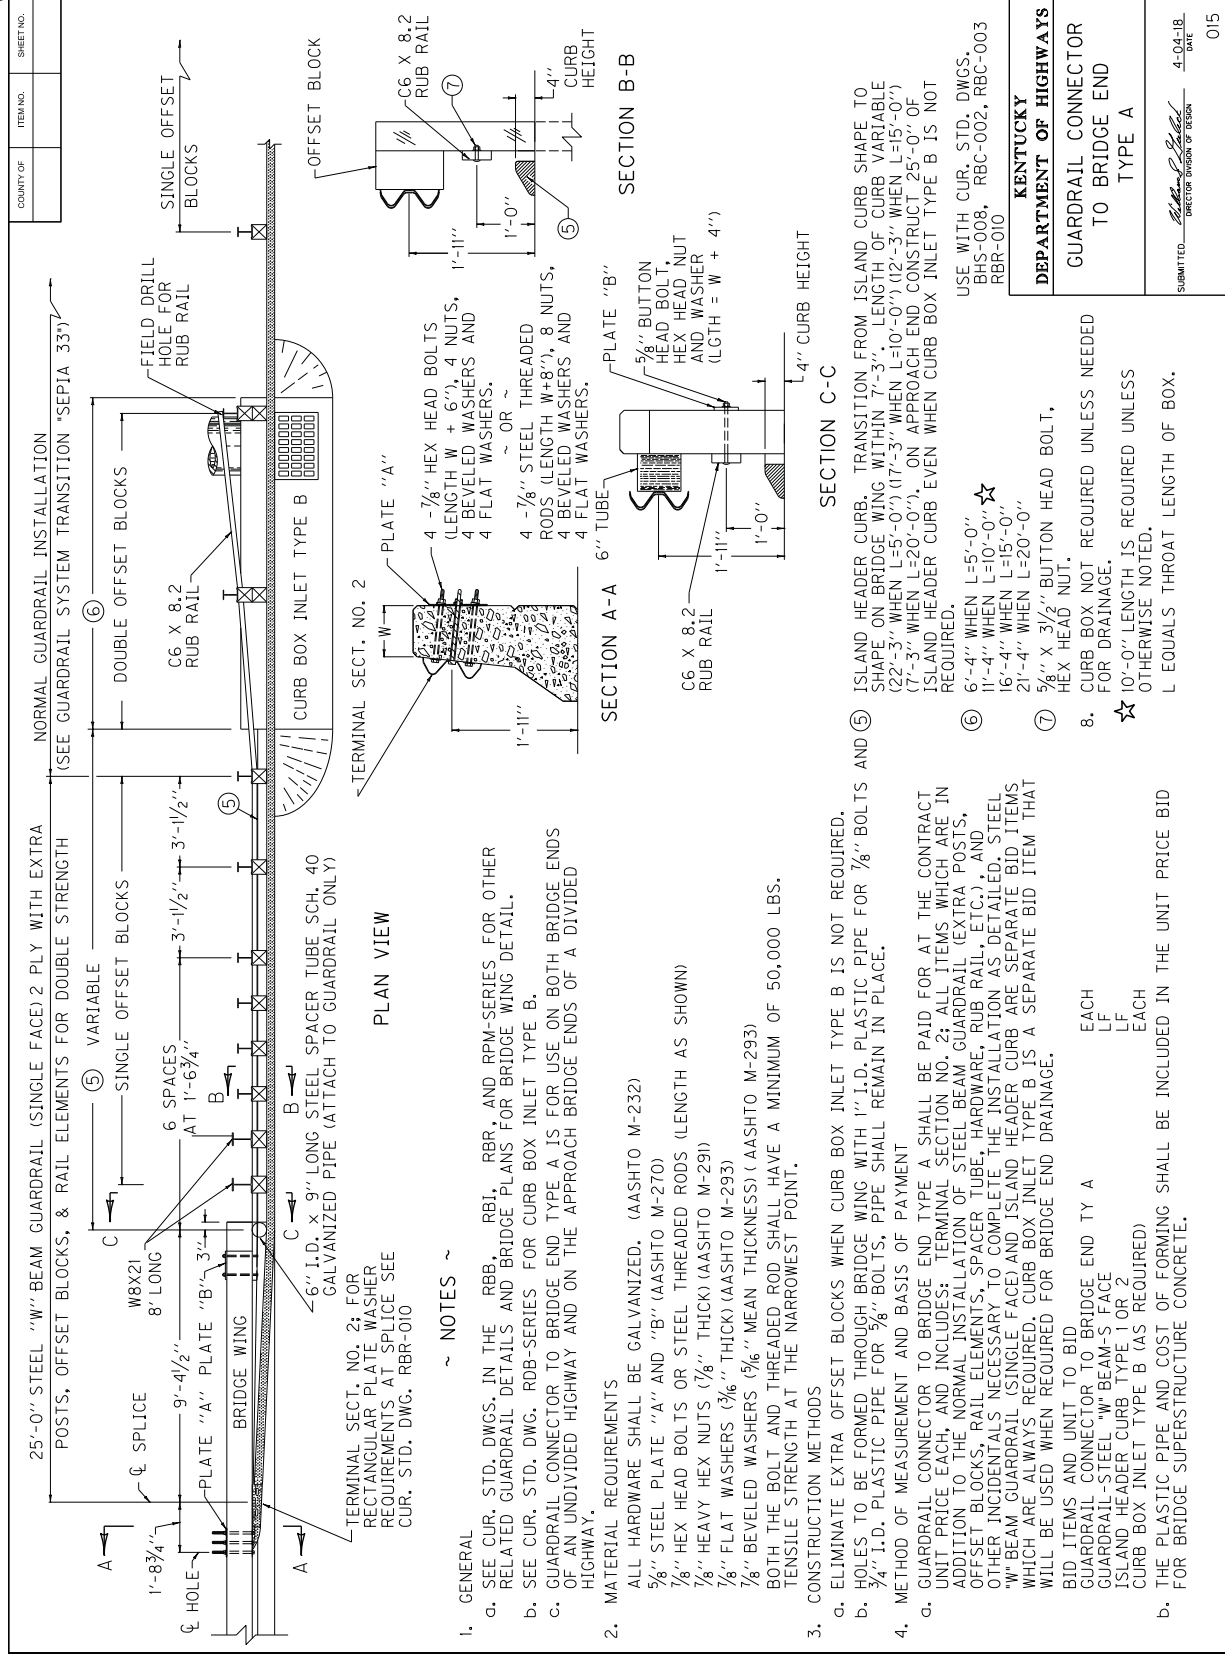 COUNTY OF
ITEM NO.
SHEET NO.
25'-0" STEEL "W" BEAM GUARDRAIL (SINGLE FACE) 2 PLY WITH EXTRA
POSTS, OFFSET BLOCKS, & RAIL ELEMENTS FOR DOUBLE STRENGTH
NORMAL GUARDRAIL INSTALLATION
(SEE GUARDRAIL SYSTEM TRANSITION "SEPIA 33")
⑤ VARIABLE
⑥
SINGLE OFFSET BLOCKS
DOUBLE OFFSET BLOCKS
SINGLE OFFSET
BLOCKS
℄ SPLICE
9'-4½"
6 SPACES
AT 1'-6¾"
3'-1½"
3'-1½"
1'-8¾"
℄ HOLE
A
A
PLATE "A"
PLATE "B"
3"
BRIDGE WING
W8X21
8' LONG
C
C
B
B
⑤
C6 X 8.2
RUB RAIL
FIELD DRILL
HOLE FOR
RUB RAIL
CURB BOX INLET TYPE B
TERMINAL SECT. NO. 2; FOR
RECTANGULAR PLATE WASHER
REQUIREMENTS AT SPLICE SEE
CUR. STD. DWG. RBR-010
6" I.D. x 9" LONG STEEL SPACER TUBE SCH. 40
GALVANIZED PIPE (ATTACH TO GUARDRAIL ONLY)
PLAN VIEW
TERMINAL SECT. NO. 2
PLATE "A"
W
1'-11"
4 -⅞" HEX HEAD BOLTS
(LENGTH W + 6"), 4 NUTS,
4 BEVELED WASHERS AND
4 FLAT WASHERS.
~ OR ~
4 -⅞" STEEL THREADED
RODS (LENGTH W+8"), 8 NUTS,
4 BEVELED WASHERS AND
4 FLAT WASHERS.
SECTION A-A
OFFSET BLOCK
C6 X 8.2
RUB RAIL
⑦
4"
CURB
HEIGHT
1'-11"
1'-0"
⑤
SECTION B-B
6" TUBE
PLATE "B"
⅝" BUTTON
HEAD BOLT,
HEX HEAD NUT
AND WASHER
(LGTH = W + 4")
4" CURB HEIGHT
1'-11"
1'-0"
C6 X 8.2
RUB RAIL
SECTION C-C
~ NOTES ~
1. GENERAL
a. SEE CUR. STD. DWGS. IN THE RBB, RBI, RBR, AND RPM-SERIES FOR OTHER
RELATED GUARDRAIL DETAILS AND BRIDGE PLANS FOR BRIDGE WING DETAIL.
b. SEE CUR. STD. DWG. RDB-SERIES FOR CURB BOX INLET TYPE B.
c. GUARDRAIL CONNECTOR TO BRIDGE END TYPE A IS FOR USE ON BOTH BRIDGE ENDS
OF AN UNDIVIDED HIGHWAY AND ON THE APPROACH BRIDGE ENDS OF A DIVIDED
HIGHWAY.
2. MATERIAL REQUIREMENTS
ALL HARDWARE SHALL BE GALVANIZED. (AASHTO M-232)
⅝" STEEL PLATE "A" AND "B" (AASHTO M-270)
⅞" HEX HEAD BOLTS OR STEEL THREADED RODS (LENGTH AS SHOWN)
⅞" HEAVY HEX NUTS (⅞" THICK) (AASHTO M-291)
⅞" FLAT WASHERS (3/16" THICK) (AASHTO M-293)
⅞" BEVELED WASHERS (5/16" MEAN THICKNESS) ( AASHTO M-293)
BOTH THE BOLT AND THREADED ROD SHALL HAVE A MINIMUM OF 50,000 LBS.
TENSILE STRENGTH AT THE NARROWEST POINT.
3. CONSTRUCTION METHODS
a. ELIMINATE EXTRA OFFSET BLOCKS WHEN CURB BOX INLET TYPE B IS NOT REQUIRED.
b. HOLES TO BE FORMED THROUGH BRIDGE WING WITH 1" I.D. PLASTIC PIPE FOR ⅞" BOLTS AND
¾" I.D. PLASTIC PIPE FOR ⅝" BOLTS, PIPE SHALL REMAIN IN PLACE.
4. METHOD OF MEASUREMENT AND BASIS OF PAYMENT
a. GUARDRAIL CONNECTOR TO BRIDGE END TYPE A SHALL BE PAID FOR AT THE CONTRACT
UNIT PRICE EACH, AND INCLUDES: TERMINAL SECTION NO. 2; ALL ITEMS WHICH ARE IN
ADDITION TO THE NORMAL INSTALLATION OF STEEL BEAM GUARDRAIL (EXTRA POSTS,
OFFSET BLOCKS, RAIL ELEMENTS, SPACER TUBE, HARDWARE, RUB RAIL, ETC.), AND
OTHER INCIDENTALS NECESSARY TO COMPLETE THE INSTALLATION AS DETAILED. STEEL
"W" BEAM GUARDRAIL (SINGLE FACE) AND ISLAND HEADER CURB ARE SEPARATE BID ITEMS
WHICH ARE ALWAYS REQUIRED. CURB BOX INLET TYPE B IS A SEPARATE BID ITEM THAT
WILL BE USED WHEN REQUIRED FOR BRIDGE END DRAINAGE.
BID ITEMS AND UNIT TO BID
GUARDRAIL CONNECTOR TO BRIDGE END TY A EACH
GUARDRAIL-STEEL "W" BEAM-S FACE LF
ISLAND HEADER CURB TYPE 1 OR 2 LF
CURB BOX INLET TYPE B (AS REQUIRED) EACH
b. THE PLASTIC PIPE AND COST OF FORMING SHALL BE INCLUDED IN THE UNIT PRICE BID
FOR BRIDGE SUPERSTRUCTURE CONCRETE.
⑤ ISLAND HEADER CURB. TRANSITION FROM ISLAND CURB SHAPE TO
SHAPE ON BRIDGE WING WITHIN 7'-3". LENGTH OF CURB VARIABLE
(22'-3" WHEN L=5'-0") (17'-3" WHEN L=10'-0") (12'-3" WHEN L=15'-0")
(7'-3" WHEN L=20'-0"). ON APPROACH END CONSTRUCT 25'-0" OF
ISLAND HEADER CURB EVEN WHEN CURB BOX INLET TYPE B IS NOT
REQUIRED.
⑥ 6'-4" WHEN L=5'-0"
11'-4" WHEN L=10'-0" ☆
16'-4" WHEN L=15'-0"
21'-4" WHEN L=20'-0"
⑦ ⅝" X 3½" BUTTON HEAD BOLT,
HEX HEAD NUT.
8. CURB BOX NOT REQUIRED UNLESS NEEDED
FOR DRAINAGE.
☆ 10'-0" LENGTH IS REQUIRED UNLESS
OTHERWISE NOTED.
L EQUALS THROAT LENGTH OF BOX.
USE WITH CUR. STD. DWGS.
BHS-008, RBC-002, RBC-003
RBR-010
KENTUCKY
DEPARTMENT OF HIGHWAYS
GUARDRAIL CONNECTOR
TO BRIDGE END
TYPE A
SUBMITTED
DIRECTOR DIVISION OF DESIGN
4-04-18
DATE
015